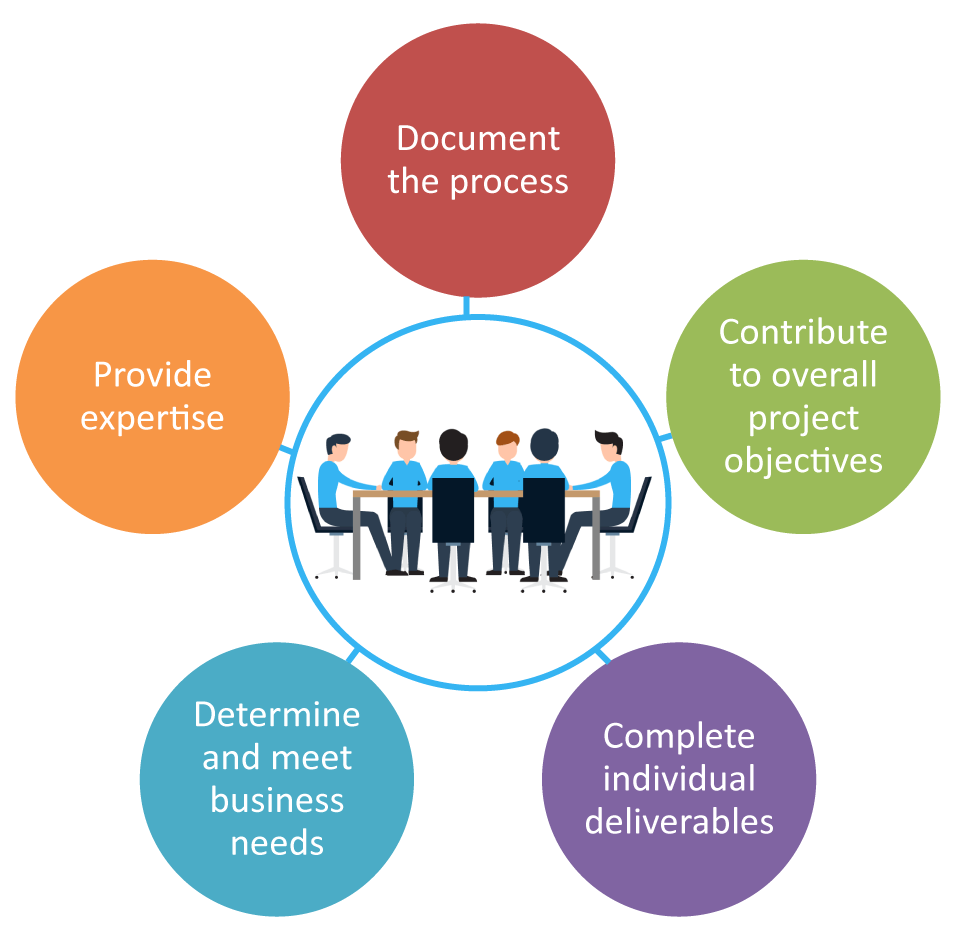 Document
the process
Contribute
to overall
project
objectives
Complete
individual
deliverables
Determine
and meet
business
needs
Provide
expertise